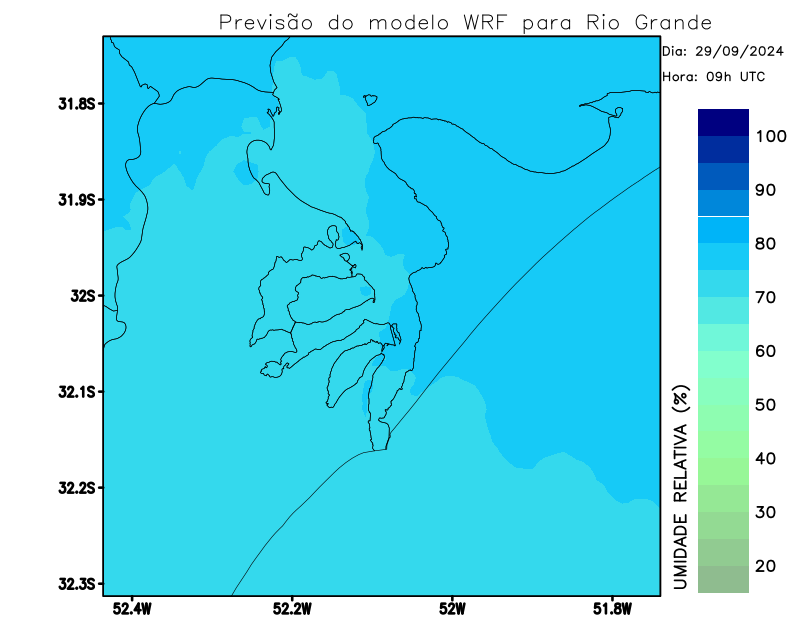 Previsão do modelo WRF para Rio Grande
Dia: 29/09/2024
Hora: 09h UTC
31.8S
31.9S
32S
32.1S
32.2S
32.3S
52.4W
52.2W
52W
51.8W
100
90
80
70
60
50
40
30
20
UMIDADE RELATIVA (%)